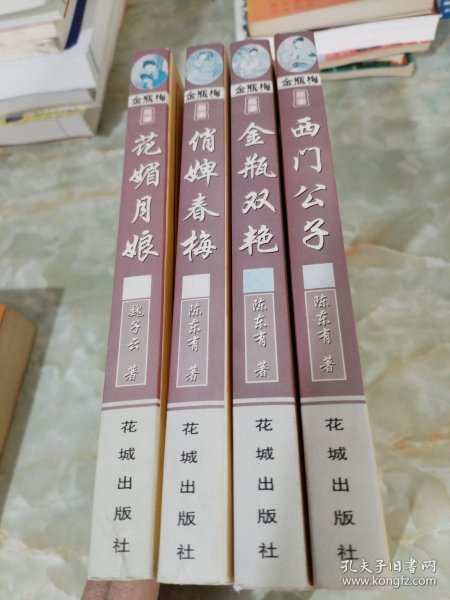 金瓶梅
花媚月娘
魏子云 著
花城出版社
金瓶梅
俏婢春梅
陈东有 著
花城出版社
金瓶梅
金瓶双艳
陈东有 著
花城出版社
金瓶梅
西门公子
陈东有 著
花城出版社
孔夫子旧书网
www.kongfz.com